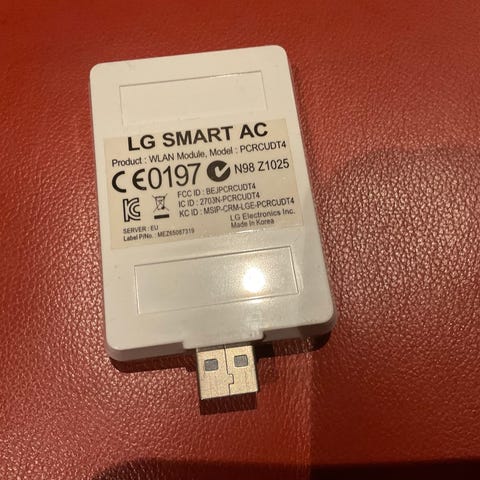 LG SMART AC
Product : WLAN Module, Model : PCRCUDT4
CE0197 N98 Z1025
FCC ID : BEJPCRCUDT4
IC ID : 2703N-PCRCUDT4
KC ID : MSIP-CRM-LGE-PCRCUDT4
SERVER : EU
Label P/No. : MEZ65087319
LG Electronics Inc.
Made In Korea